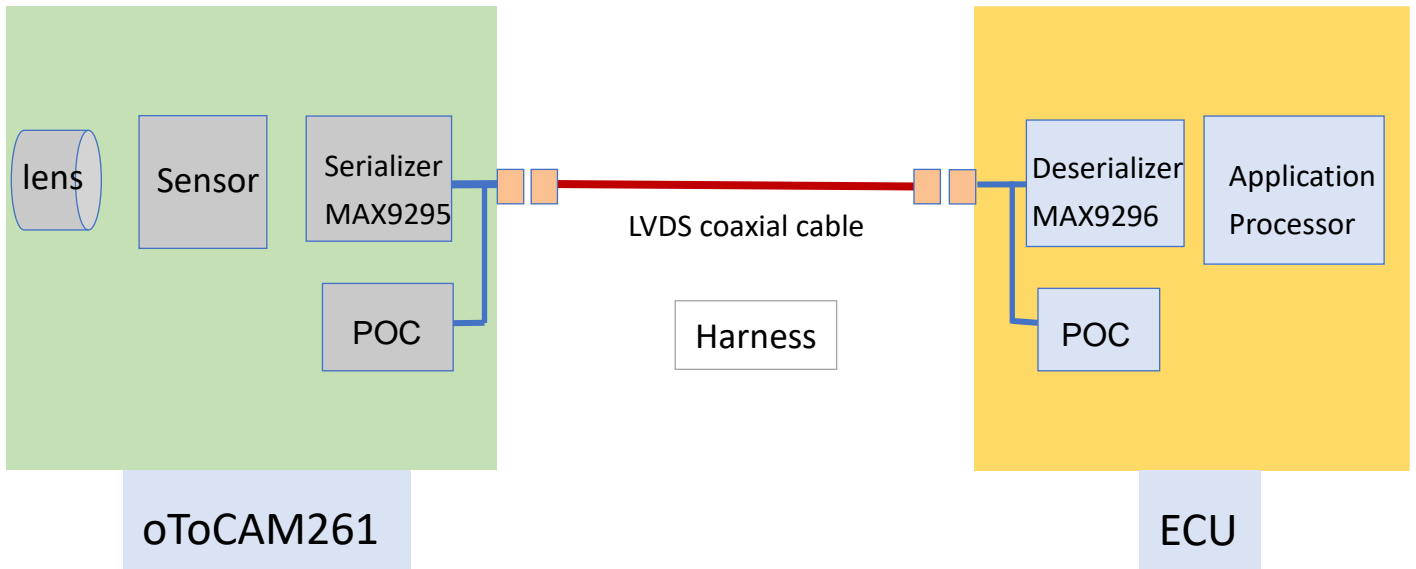 lens
Sensor
Serializer
MAX9295
POC
LVDS coaxial cable
Harness
Deserializer
MAX9296
Application
Processor
POC
oToCAM261
ECU